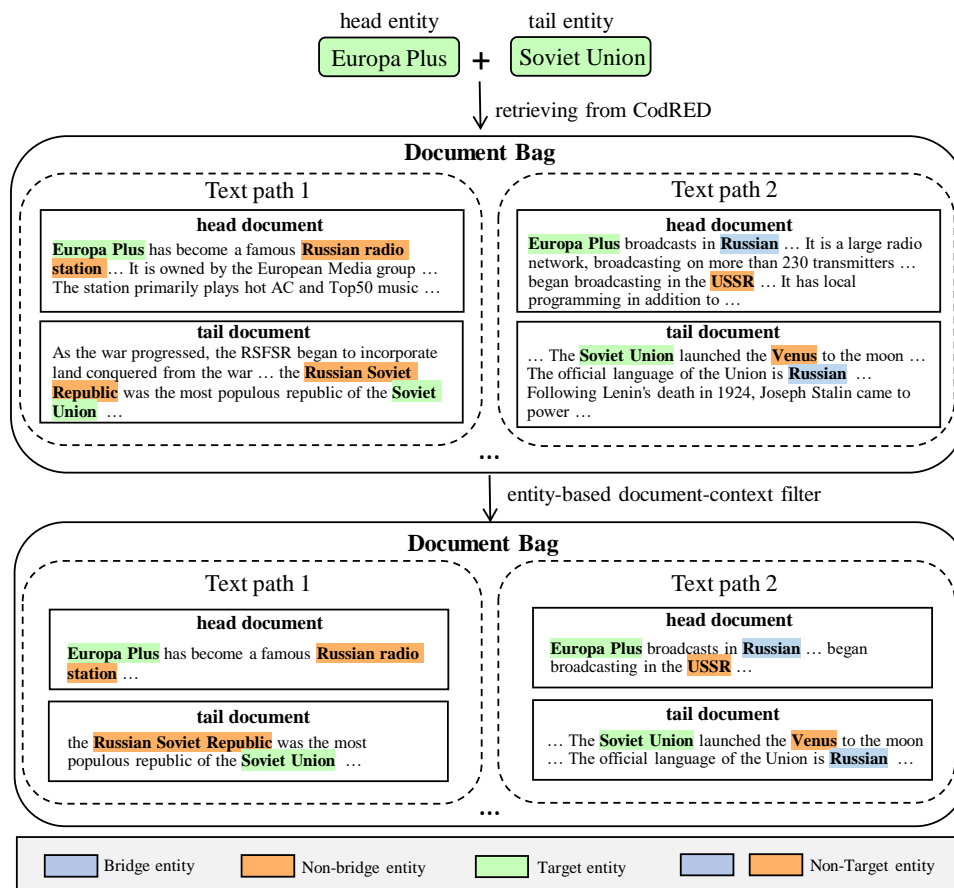 head entity
tail entity
Europa Plus + Soviet Union
retrieving from CodRED
Document Bag
Text path 1
head document
Europa Plus has become a famous Russian radio
station … It is owned by the European Media group …
The station primarily plays hot AC and Top50 music …
tail document
As the war progressed, the RSFSR began to incorporate
land conquered from the war … the Russian Soviet
Republic was the most populous republic of the Soviet
Union …
Text path 2
head document
Europa Plus broadcasts in Russian … It is a large radio
network, broadcasting on more than 230 transmitters …
began broadcasting in the USSR … It has local
programming in addition to …
tail document
… The Soviet Union launched the Venus to the moon …
The official language of the Union is Russian …
Following Lenin's death in 1924, Joseph Stalin came to
power …
...
entity-based document-context filter
Document Bag
Text path 1
head document
Europa Plus has become a famous Russian radio
station …
tail document
the Russian Soviet Republic was the most
populous republic of the Soviet Union …
Text path 2
head document
Europa Plus broadcasts in Russian … began
broadcasting in the USSR …
tail document
… The Soviet Union launched the Venus to the moon
… The official language of the Union is Russian …
...
Bridge entity
Non-bridge entity
Target entity
Non-Target entity